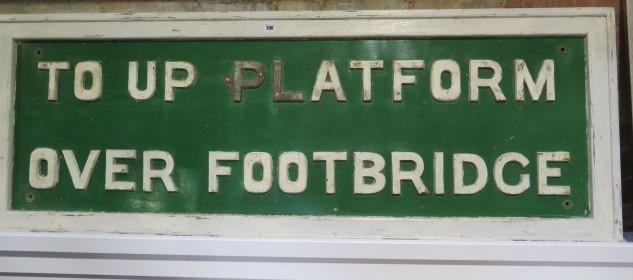 TO UP PLATFORM
OVER FOOTBRIDGE